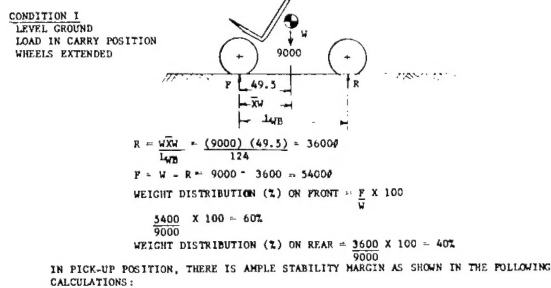 CONDITION I
LEVEL GROUND
LOAD IN CARRY POSITION
WHEELS EXTENDED
W
9000
F
49.5
R
X̅W
LWB
R = WX̅W / LWB = (9000) (49.5) / 124 = 3600#
F = W - R = 9000 - 3600 = 5400#
WEIGHT DISTRIBUTION (%) ON FRONT = F / W X 100
5400 / 9000 X 100 = 60%
WEIGHT DISTRIBUTION (%) ON REAR = 3600 / 9000 X 100 = 40%
IN PICK-UP POSITION, THERE IS AMPLE STABILITY MARGIN AS SHOWN IN THE FOLLOWING
CALCULATIONS: